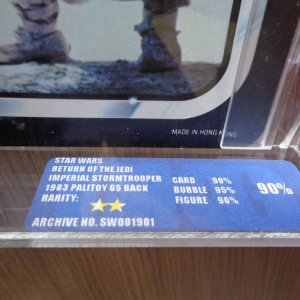 MADE IN HONG KONG
STAR WARS
RETURN OF THE JEDI
IMPERIAL STORMTROOPER CARD 90%
1983 PALITOY 65 BACK BUBBLE 95% 90%
RARITY: FIGURE 90%
ARCHIVE NO. SW001901